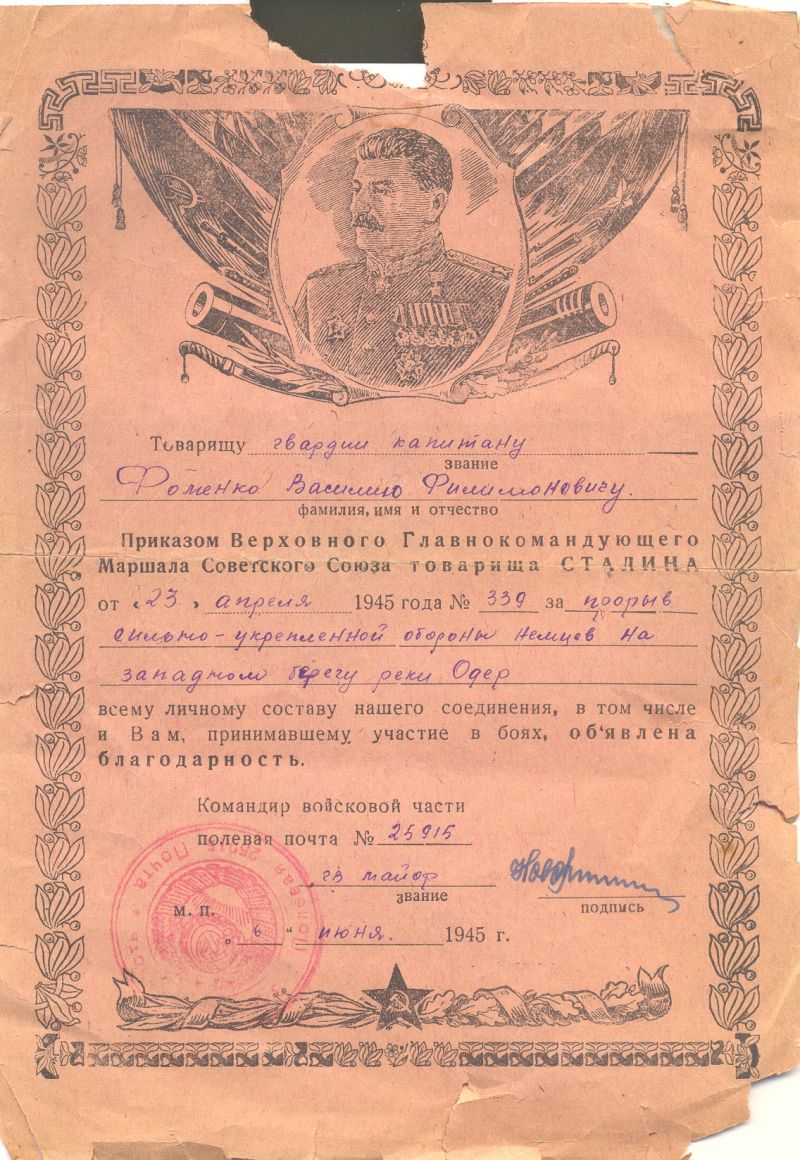 Товарищу гвардии капитану
звание
Фоменко Василию Филимоновичу.
фамилия, имя и отчество
Приказом Верховного Главнокомандующего
Маршала Советского Союза товарища СТАЛИНА
от „23„ апреля 1945 года № 339 за прорыв
сильно-укрепленной обороны немцев на
западном берегу реки Одер
всему личному составу нашего соединения, в том числе
и Вам, принимавшему участие в боях, об'явлена
благодарность.
Командир войсковой части
полевая почта № 25915
гв майор
звание
подпись
М. П.
„6" июня. 1945 г.
Полевая Почта